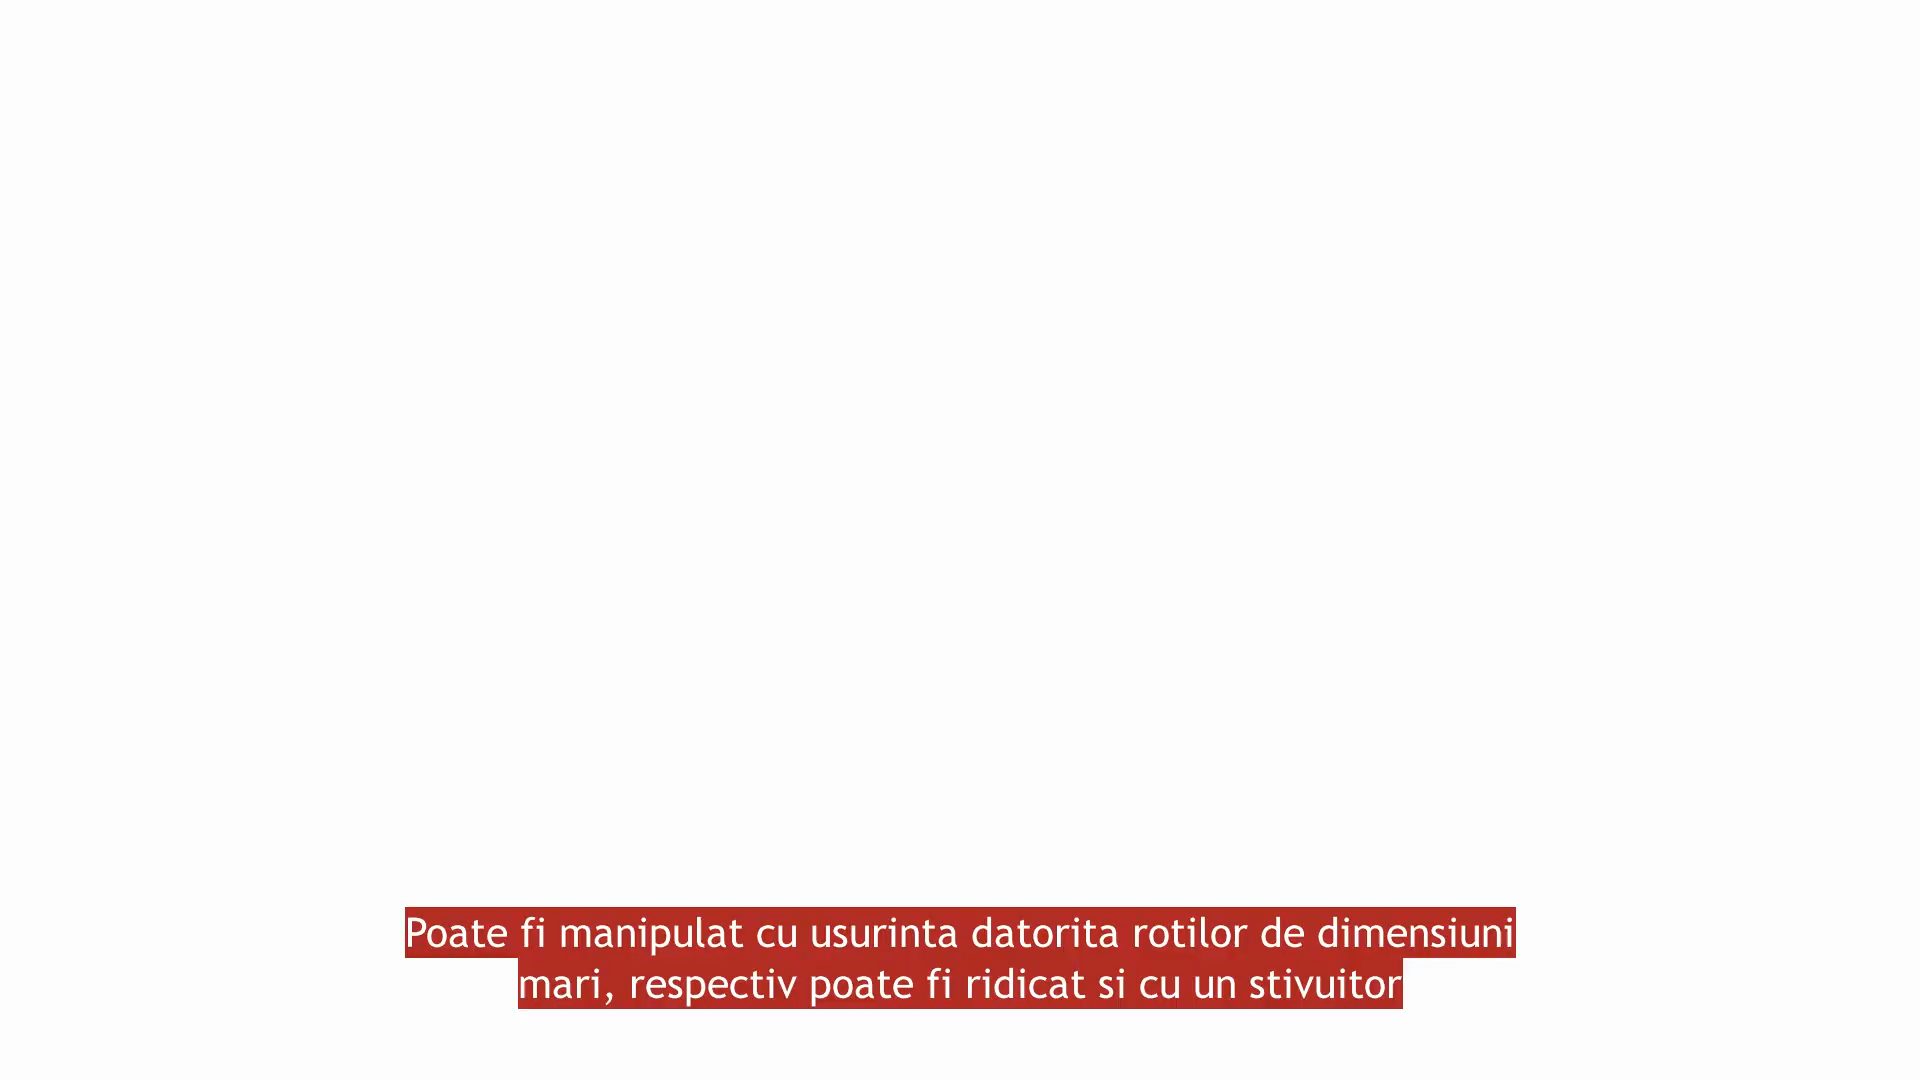 Poate fi manipulat cu usurinta datorita rotilor de dimensiuni
mari, respectiv poate fi ridicat si cu un stivuitor